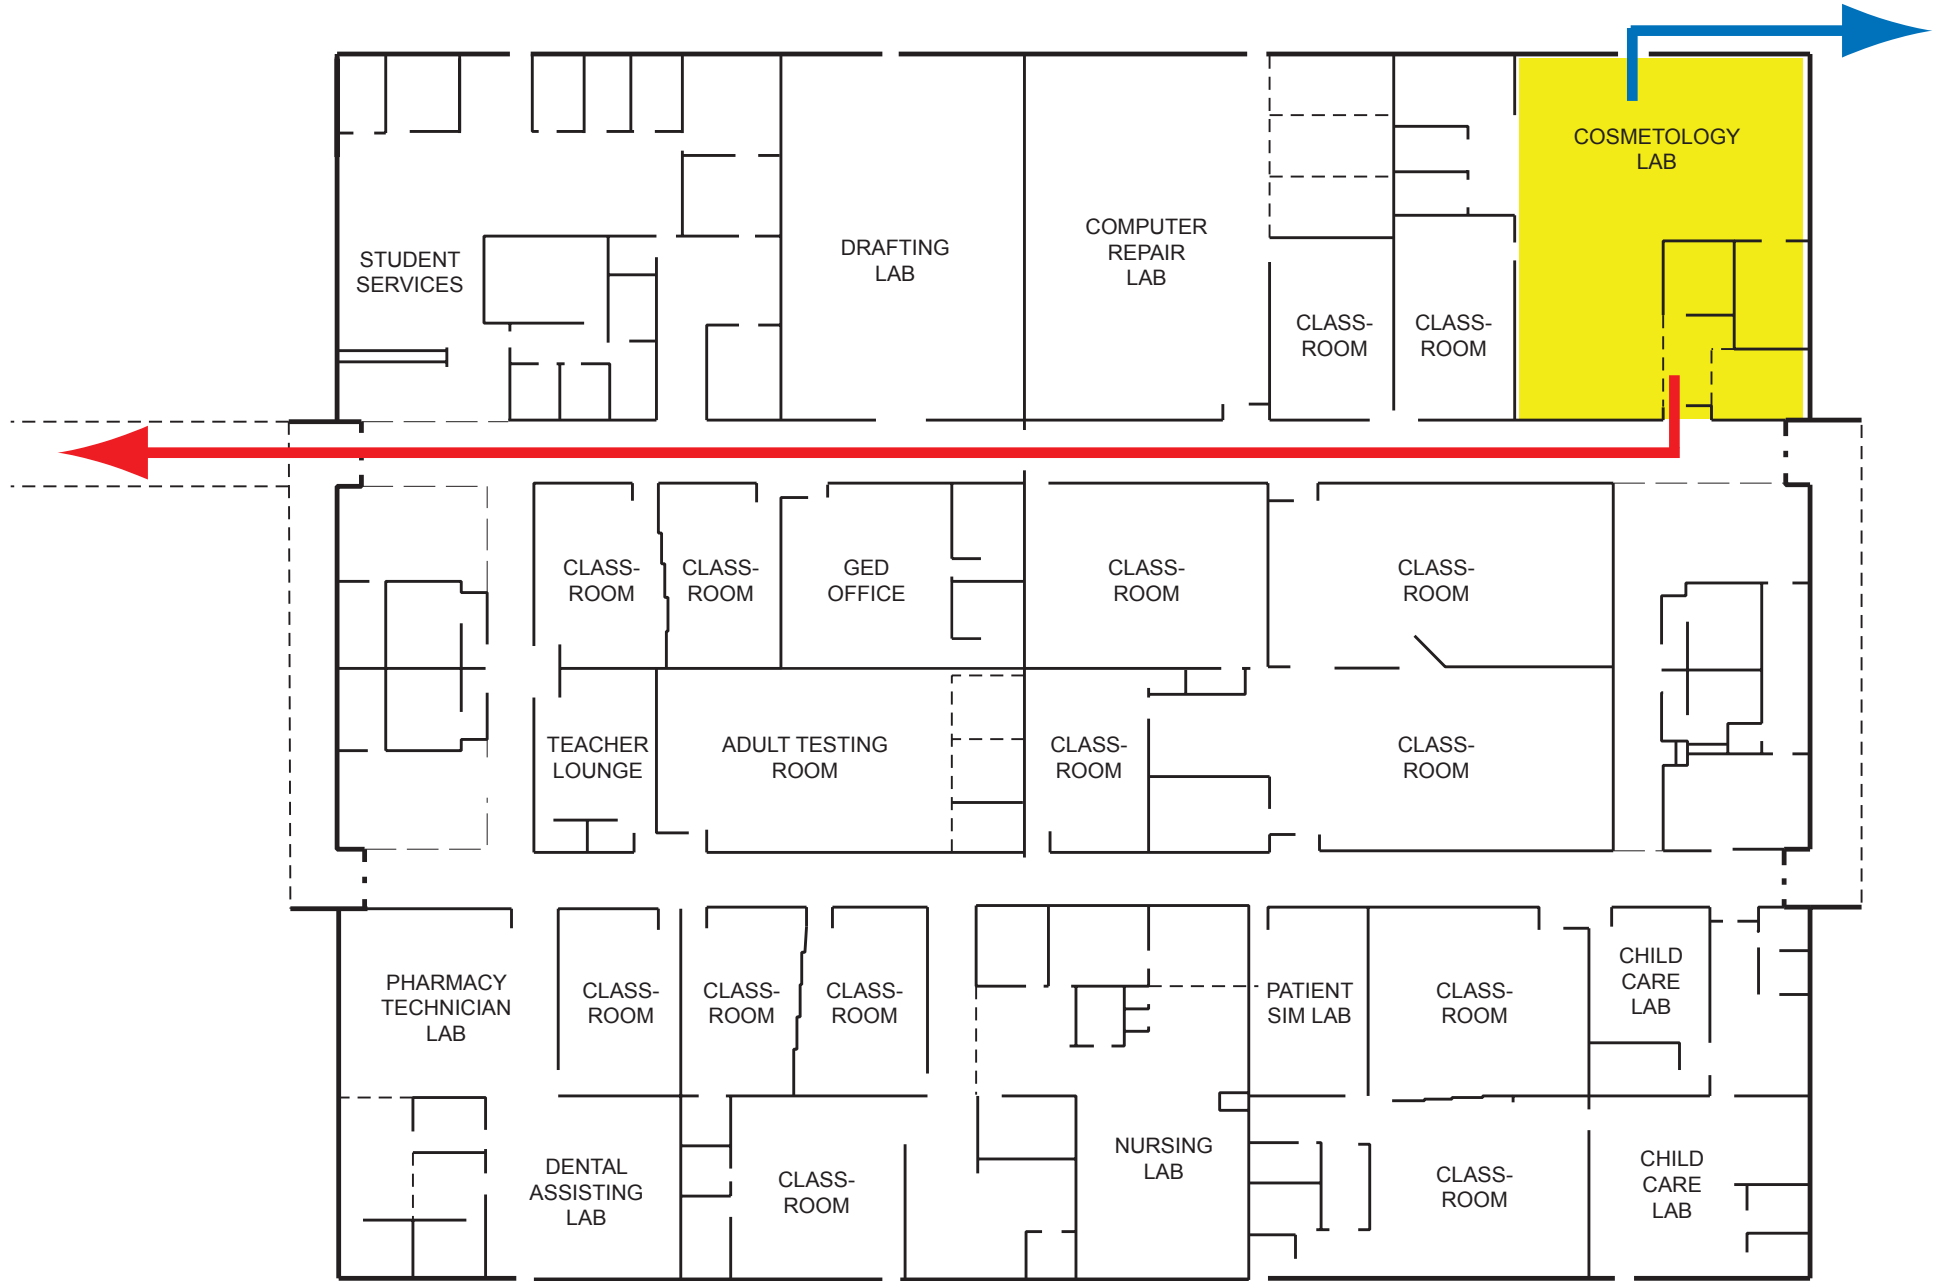 COSMETOLOGY
LAB
STUDENT
SERVICES
DRAFTING
LAB
COMPUTER
REPAIR
LAB
CLASS-
ROOM
CLASS-
ROOM
CLASS-
ROOM
CLASS-
ROOM
GED
OFFICE
CLASS-
ROOM
CLASS-
ROOM
TEACHER
LOUNGE
ADULT TESTING
ROOM
CLASS-
ROOM
CLASS-
ROOM
PHARMACY
TECHNICIAN
LAB
CLASS-
ROOM
CLASS-
ROOM
CLASS-
ROOM
PATIENT
SIM LAB
CLASS-
ROOM
CHILD
CARE
LAB
DENTAL
ASSISTING
LAB
CLASS-
ROOM
NURSING
LAB
CLASS-
ROOM
CHILD
CARE
LAB